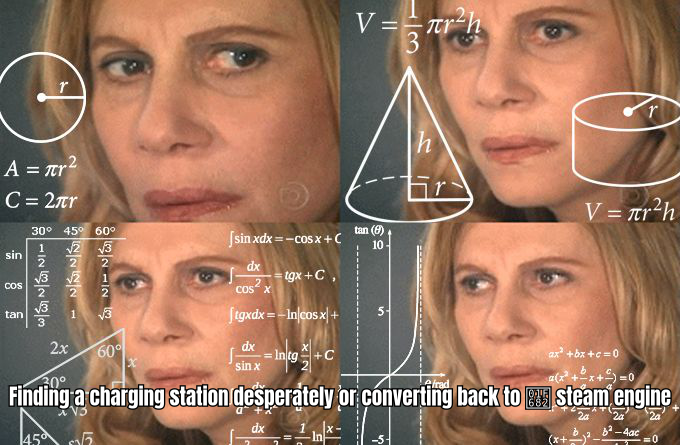 r
A = πr²
C = 2πr
V = 1/3 πr²h
h
r
r
V = πr²h
30° 45° 60°
sin 1/2 √2/2 √3/2
cos √3/2 √2/2 1/2
tan √3/3 1 √3
2x 60° x
30°
45°
∫sin xdx = −cos x + C
∫dx/cos² x = tgx + C ,
∫tgxdx = −ln|cos x| +
∫dx/sin x = ln|tg x/2| + C
tan (θ)
10
5
−5
ax² + bx + c = 0
Finding a charging station desperately or converting back to steam engine